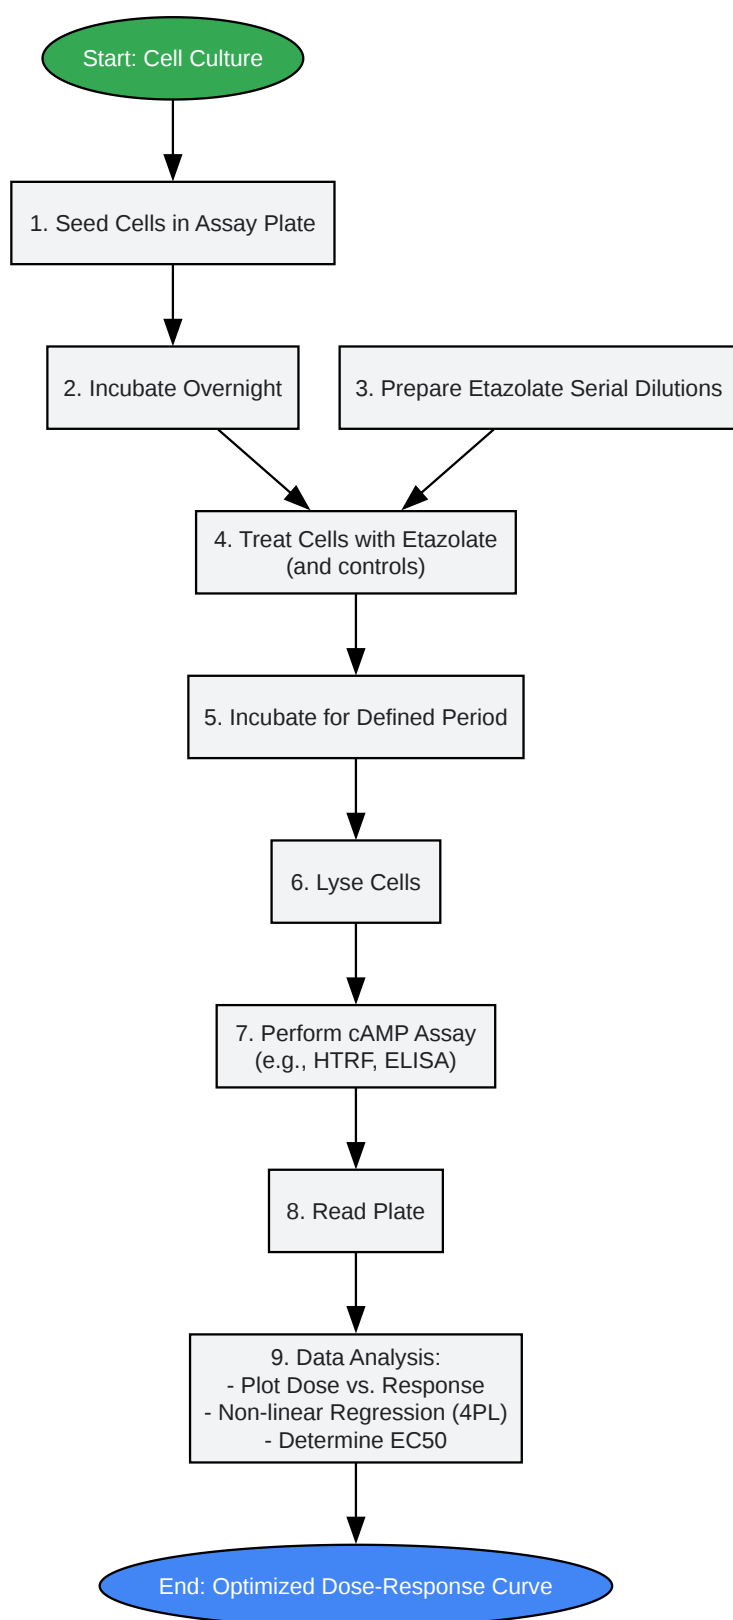 Start: Cell Culture
1. Seed Cells in Assay Plate
2. Incubate Overnight
3. Prepare Etazolate Serial Dilutions
4. Treat Cells with Etazolate
(and controls)
5. Incubate for Defined Period
6. Lyse Cells
7. Perform cAMP Assay
(e.g., HTRF, ELISA)
8. Read Plate
9. Data Analysis:
- Plot Dose vs. Response
- Non-linear Regression (4PL)
- Determine EC50
End: Optimized Dose-Response Curve